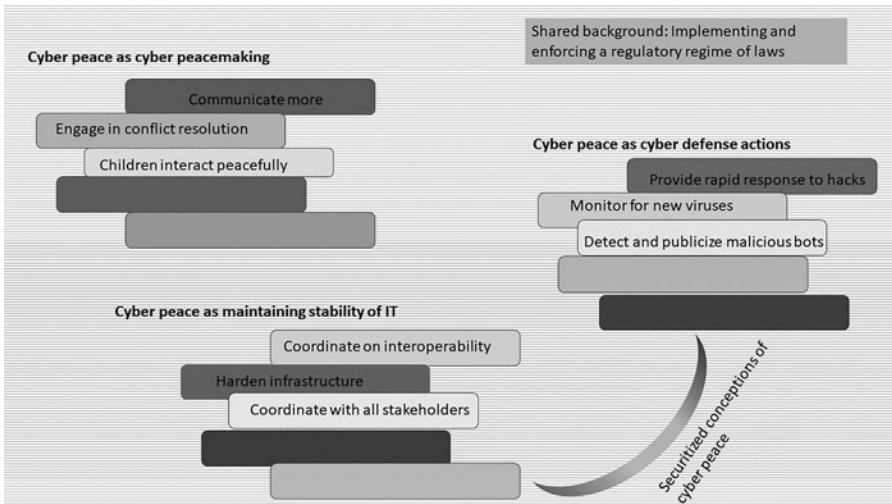 Shared background: Implementing and
enforcing a regulatory regime of laws
Cyber peace as cyber peacemaking
Communicate more
Engage in conflict resolution
Children interact peacefully
Cyber peace as cyber defense actions
Provide rapid response to hacks
Monitor for new viruses
Detect and publicize malicious bots
Cyber peace as maintaining stability of IT
Coordinate on interoperability
Harden infrastructure
Coordinate with all stakeholders
Securitized conceptions of
cyber peace